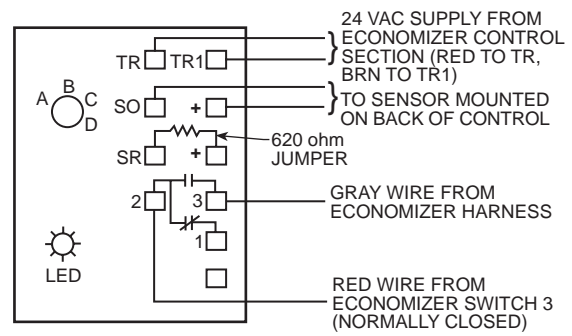 24 VAC SUPPLY FROM
ECONOMIZER CONTROL
SECTION (RED TO TR,
BRN TO TR1)
TR TR1
A B C D
SO +
TO SENSOR MOUNTED
ON BACK OF CONTROL
620 ohm
JUMPER
SR +
2 3
GRAY WIRE FROM
ECONOMIZER HARNESS
1
LED
RED WIRE FROM
ECONOMIZER SWITCH 3
(NORMALLY CLOSED)